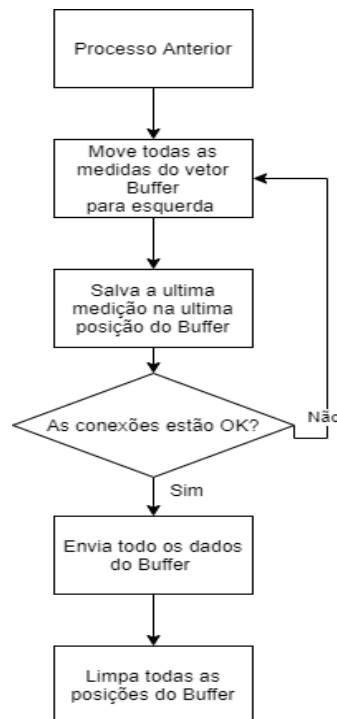 Processo Anterior
Move todas as
medidas do vetor
Buffer
para esquerda
Salva a ultima
medição na ultima
posição do Buffer
As conexões estão OK?
Não
Sim
Envia todo os dados
do Buffer
Limpa todas as
posições do Buffer